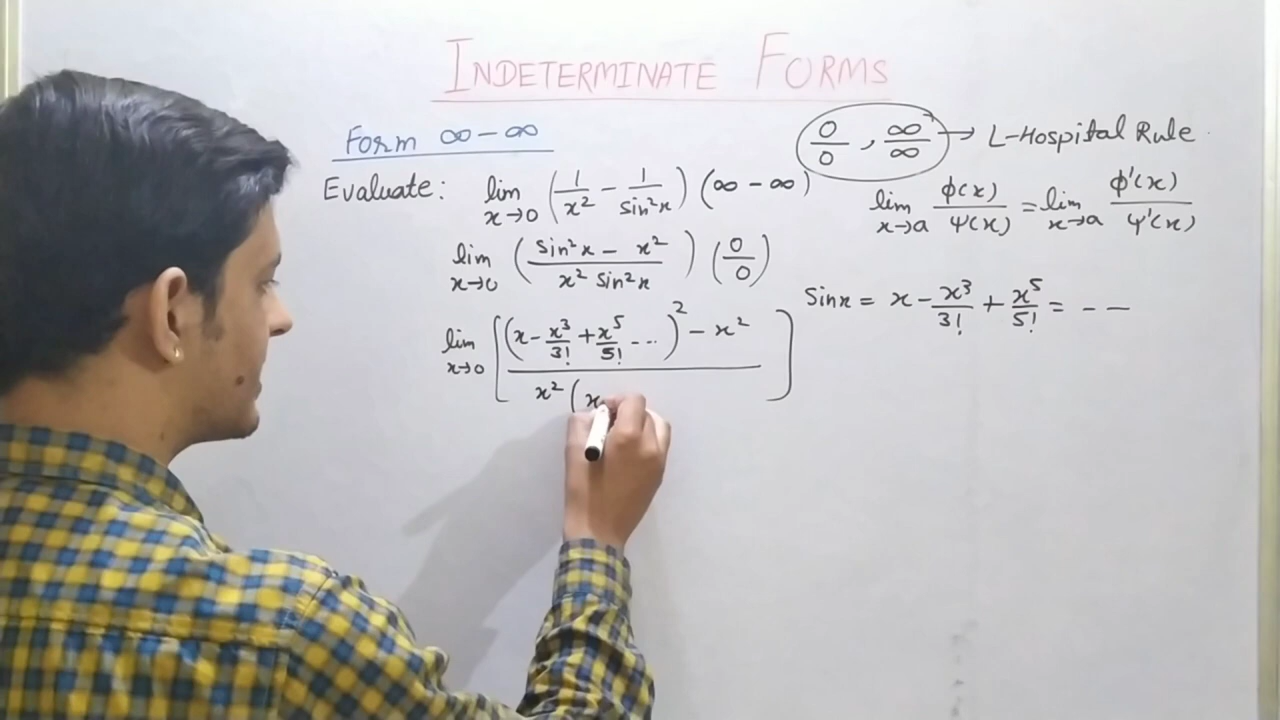 INDETERMINATE FORMS
Form ∞ - ∞
Evaluate: lim x→0 (1/x² - 1/sin²x) (∞ - ∞)
lim x→0 (sin²x - x²/ x² sin²x) (0/0)
lim x→0 [(x - x³/3! + x⁵/5! ---)² - x² / x² (x]
0/0 , ∞/∞ → L-Hospital Rule
lim x→a φ(x)/ψ(x) = lim x→a φ'(x)/ψ'(x)
Sinx = x - x³/3! + x⁵/5! = - -